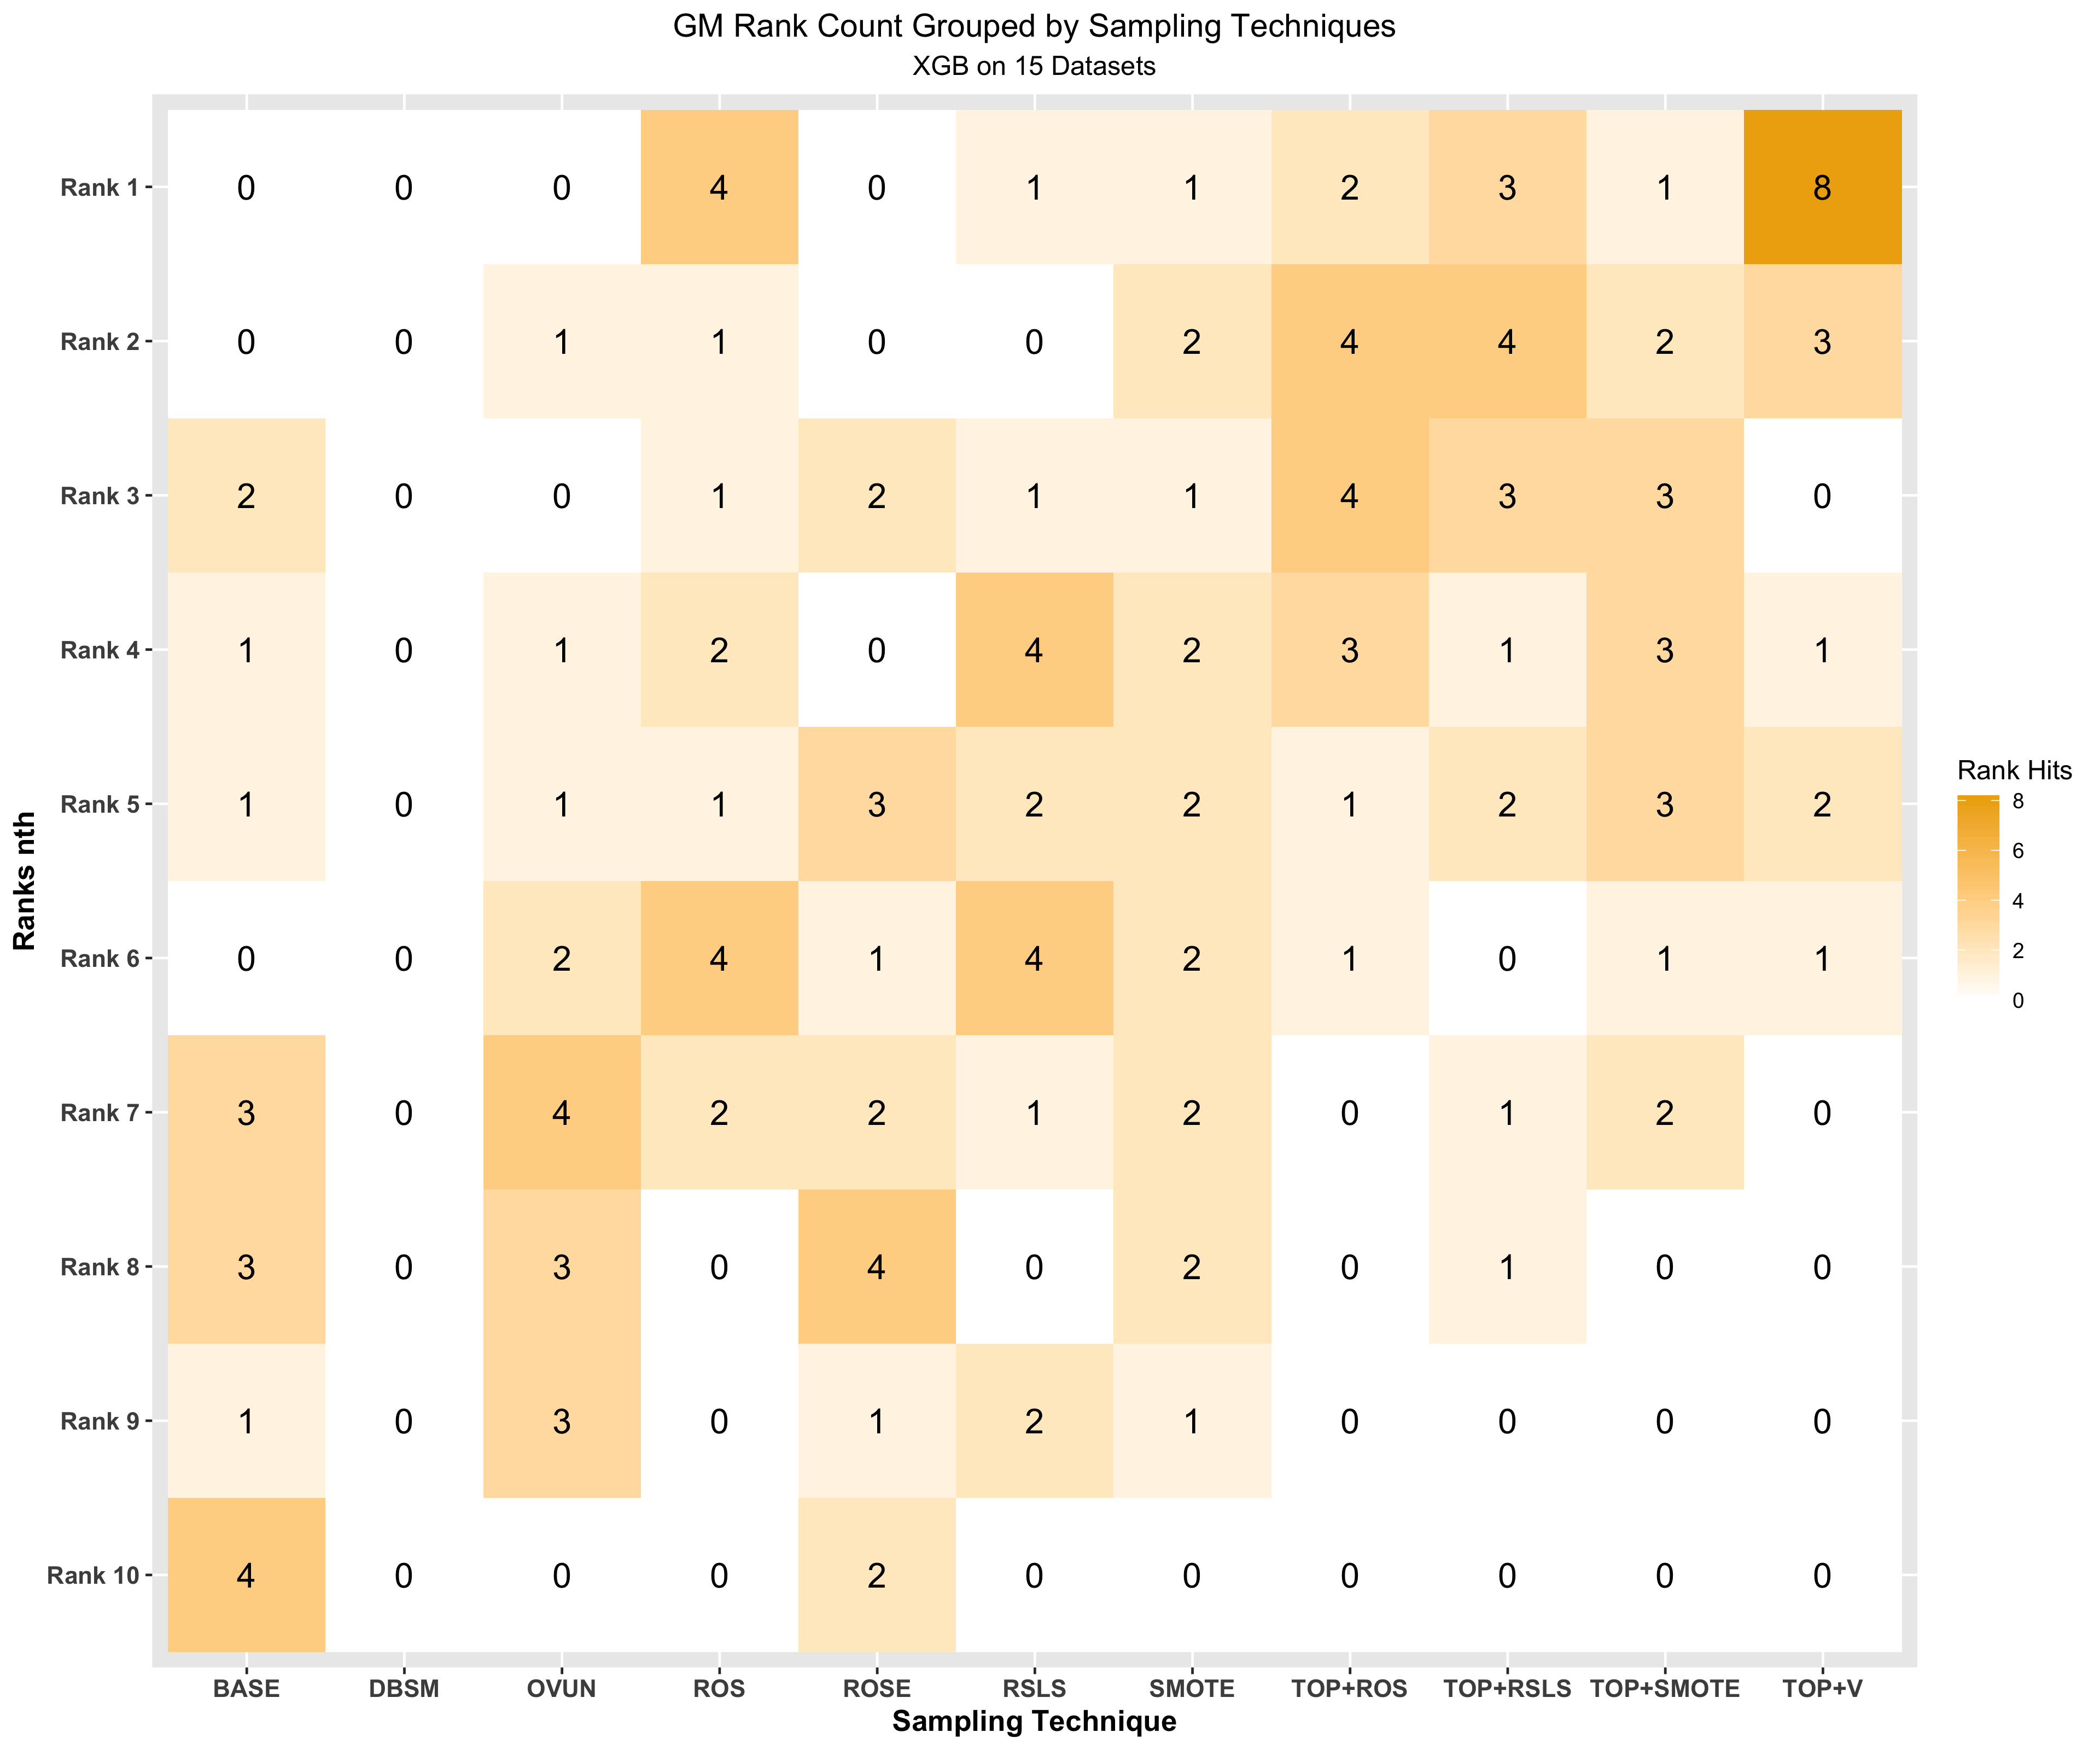 GM Rank Count Grouped by Sampling Techniques
XGB on 15 Datasets
Rank 1 0 0 0 4 0 1 1 2 3 1 8
Rank 2 0 0 1 1 0 0 2 4 4 2 3
Rank 3 2 0 0 1 2 1 1 4 3 3 0
Rank 4 1 0 1 2 0 4 2 3 1 3 1
Rank 5 1 0 1 1 3 2 2 1 2 3 2
Rank 6 0 0 2 4 1 4 2 1 0 1 1
Rank 7 3 0 4 2 2 1 2 0 1 2 0
Rank 8 3 0 3 0 4 0 2 0 1 0 0
Rank 9 1 0 3 0 1 2 1 0 0 0 0
Rank 10 4 0 0 0 2 0 0 0 0 0 0
BASE DBSM OVUN ROS ROSE RSLS SMOTE TOP+ROS TOP+RSLS TOP+SMOTE TOP+V
Sampling Technique
Ranks nth
Rank Hits
8
6
4
2
0